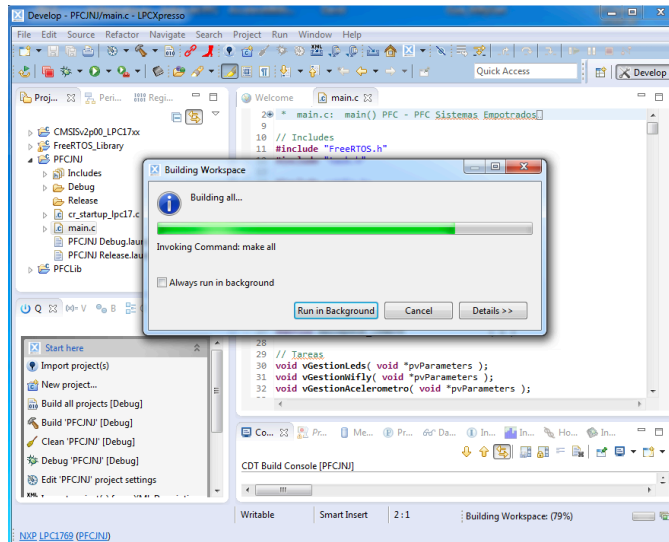 Develop - PFCJNJ/main.c - LPCXpresso
File Edit Source Refactor Navigate Search Project Run Window Help
Quick Access
Develop
Proj...
Peri...
Regi...
Welcome
main.c
CMSISv2p00_LPC17xx
FreeRTOS_Library
PFCJNJ
Includes
Debug
Release
cr_startup_lpc17.c
main.c
PFCJNJ Debug.lau
PFCJNJ Release.lau
PFCLib
2 * main.c: main() PFC - PFC Sistemas Empotrados
9
10 // Includes
11 #include "FreeRTOS.h"
Building Workspace
Building all...
Invoking Command: make all
Always run in background
Run in Background
Cancel
Details >>
28
29 // Tareas
30 void vGestionLeds( void *pvParameters );
31 void vGestionWifly( void *pvParameters );
32 void vGestionAcelerometro( void *pvParameters );
Q
(x)= V
B
Start here
Import project(s)
New project...
Build all projects [Debug]
Build 'PFCJNJ' [Debug]
Clean 'PFCJNJ' [Debug]
Debug 'PFCJNJ' [Debug]
Edit 'PFCJNJ' project settings
Co...
Pr...
Me...
Pr...
Da...
In...
In...
Ho...
In...
CDT Build Console [PFCJNJ]
Writable
Smart Insert
2 : 1
Building Workspace: (79%)
NXP LPC1769 (PFCJNJ)